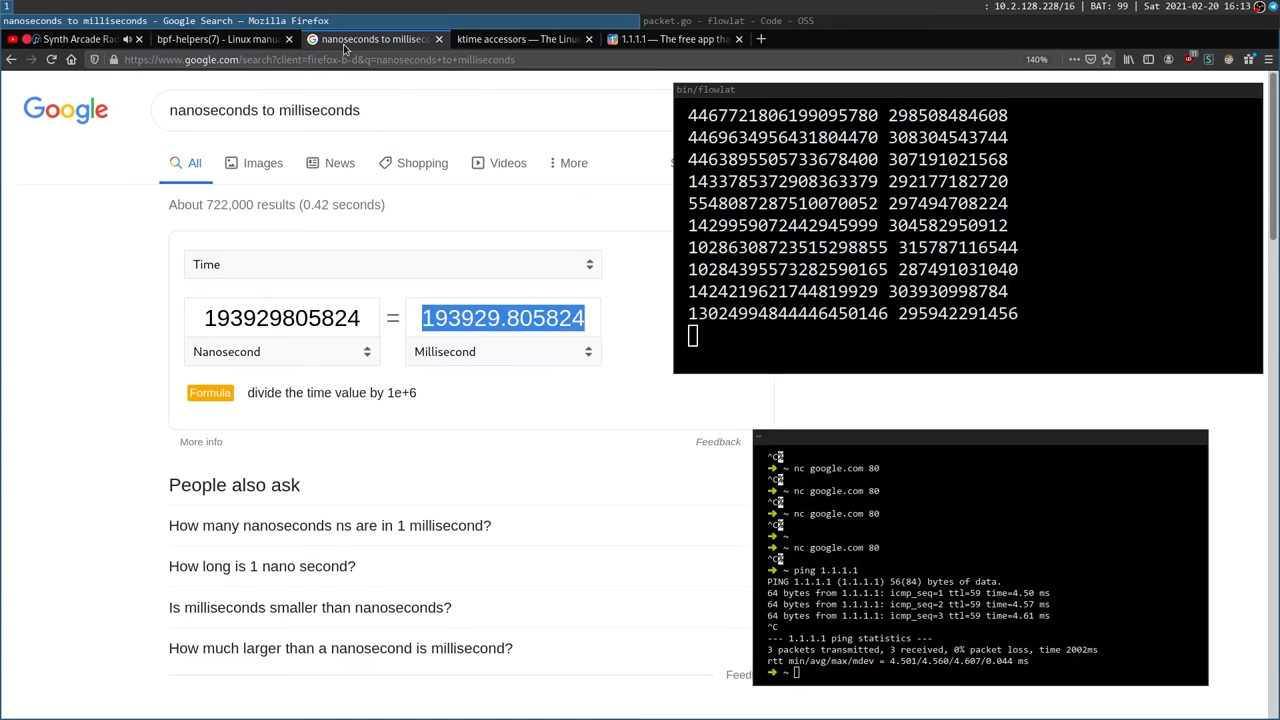 1
: 10.2.128.228/16 | BAT: 99 | Sat 2021-02-20 16:13
nanoseconds to milliseconds - Google Search — Mozilla Firefox
packet.go - flowlat - Code - OSS
Synth Arcade Rad
bpf-helpers(7) - Linux manu
nanoseconds to millisec
ktime accessors — The Lin
1.1.1.1 — The free app tha
https://www.google.com/search?client=firefox-b-d&q=nanoseconds+to+milliseconds
140%
11
Google
nanoseconds to milliseconds
All
Images
News
Shopping
Videos
More
S
About 722,000 results (0.42 seconds)
Time
193929805824
=
193929.805824
Nanosecond
Millisecond
Formula
divide the time value by 1e+6
More info
Feedback
People also ask
How many nanoseconds ns are in 1 millisecond?
How long is 1 nano second?
Is milliseconds smaller than nanoseconds?
How much larger than a nanosecond is millisecond?
Feed
bin/flowlat
4467721806199095780 298508484608
4469634956431804470 308304543744
4463895505733678400 307191021568
1433785372908363379 292177182720
5548087287510070052 297494708224
1429959072442945999 304582950912
10286308723515298855 315787116544
10284395573282590165 287491031040
1424219621744819929 303930998784
13024994844446450146 295942291456
~
^C%
➜ ~ nc google.com 80
^C%
➜ ~ nc google.com 80
^C%
➜ ~ nc google.com 80
^C%
➜ ~
➜ ~ nc google.com 80
^C%
➜ ~ ping 1.1.1.1
PING 1.1.1.1 (1.1.1.1) 56(84) bytes of data.
64 bytes from 1.1.1.1: icmp_seq=1 ttl=59 time=4.50 ms
64 bytes from 1.1.1.1: icmp_seq=2 ttl=59 time=4.57 ms
64 bytes from 1.1.1.1: icmp_seq=3 ttl=59 time=4.61 ms
^C
--- 1.1.1.1 ping statistics ---
3 packets transmitted, 3 received, 0% packet loss, time 2002ms
rtt min/avg/max/mdev = 4.501/4.560/4.607/0.044 ms
➜ ~